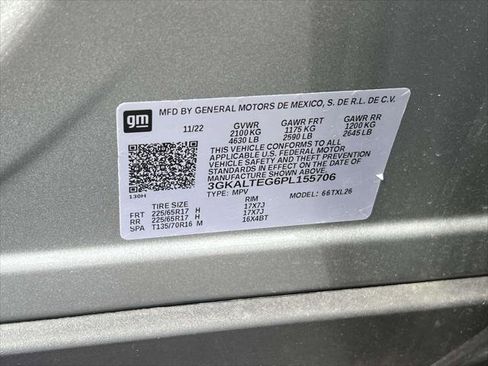 gm
MFD BY GENERAL MOTORS DE MEXICO, S. DE R.L. DE C.V.
11/22 GVWR GAWR FRT GAWR RR
2100 KG 1175 KG 1200 KG
4630 LB 2590 LB 2645 LB
THIS VEHICLE CONFORMS TO ALL
APPLICABLE U.S. FEDERAL MOTOR
VEHICLE SAFETY AND THEFT PREVENTION
STANDARDS IN EFFECT ON THE DATE OF
MANUFACTURE SHOWN ABOVE.
3GKALTEG6PL155706
130H TYPE: MPV MODEL: 66TXL26
TIRE SIZE RIM
FRT 225/65R17 H 17X7J
RR 225/65R17 H 17X7J
SPA T135/70R16 M 16X4BT